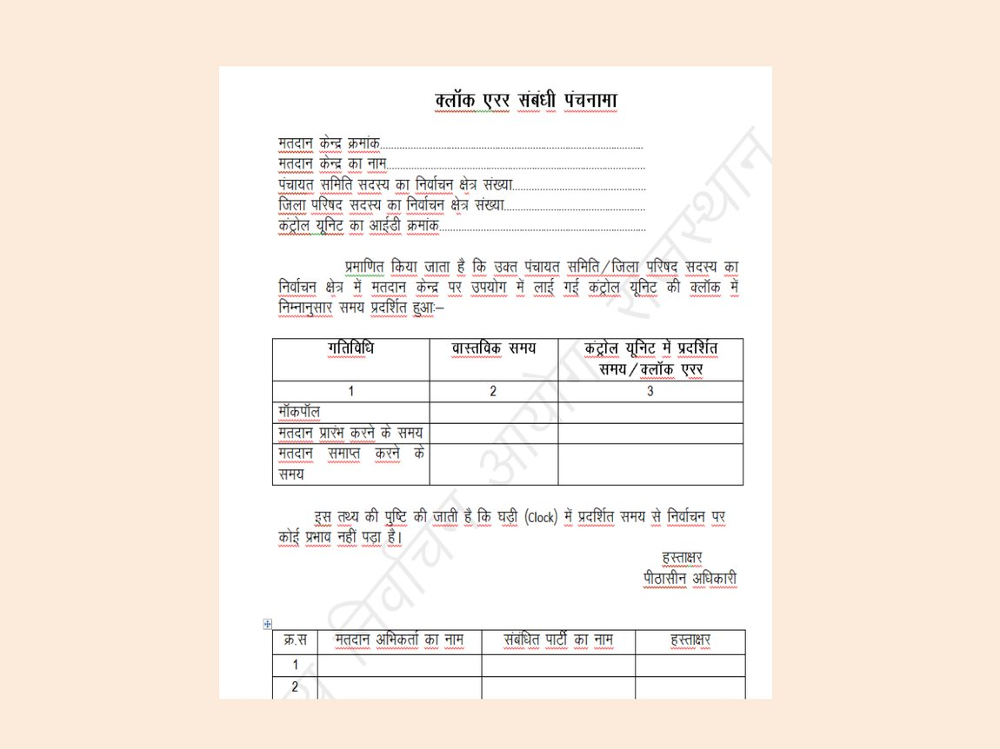 क्लॉक एरर संबंधी पंचनामा
मतदान केन्द्र क्रमांक..........................................................................................
मतदान केन्द्र का नाम.........................................................................................
पंचायत समिति सदस्य का निर्वाचन क्षेत्र संख्या..............................................
जिला परिषद सदस्य का निर्वाचन क्षेत्र संख्या................................................
कंट्रोल यूनिट का आईडी क्रमांक.......................................................................
प्रमाणित किया जाता है कि उक्त पंचायत समिति/जिला परिषद सदस्य का
निर्वाचन क्षेत्र में मतदान केन्द्र पर उपयोग में लाई गई कंट्रोल यूनिट की क्लॉक में
निम्नानुसार समय प्रदर्शित हुआः–
गतिविधि वास्तविक समय कंट्रोल यूनिट में प्रदर्शित
समय/क्लॉक एरर
1 2 3
मॉकपॉल
मतदान प्रारंभ करने के समय
मतदान समाप्त करने के
समय
इस तथ्य की पुष्टि की जाती है कि घड़ी (Clock) में प्रदर्शित समय से निर्वाचन पर
कोई प्रभाव नहीं पड़ा है।
हस्ताक्षर
पीठासीन अधिकारी
क्र.स मतदान अभिकर्ता का नाम संबंधित पार्टी का नाम हस्ताक्षर
1
2
निर्वाचन आयोग राजस्थान